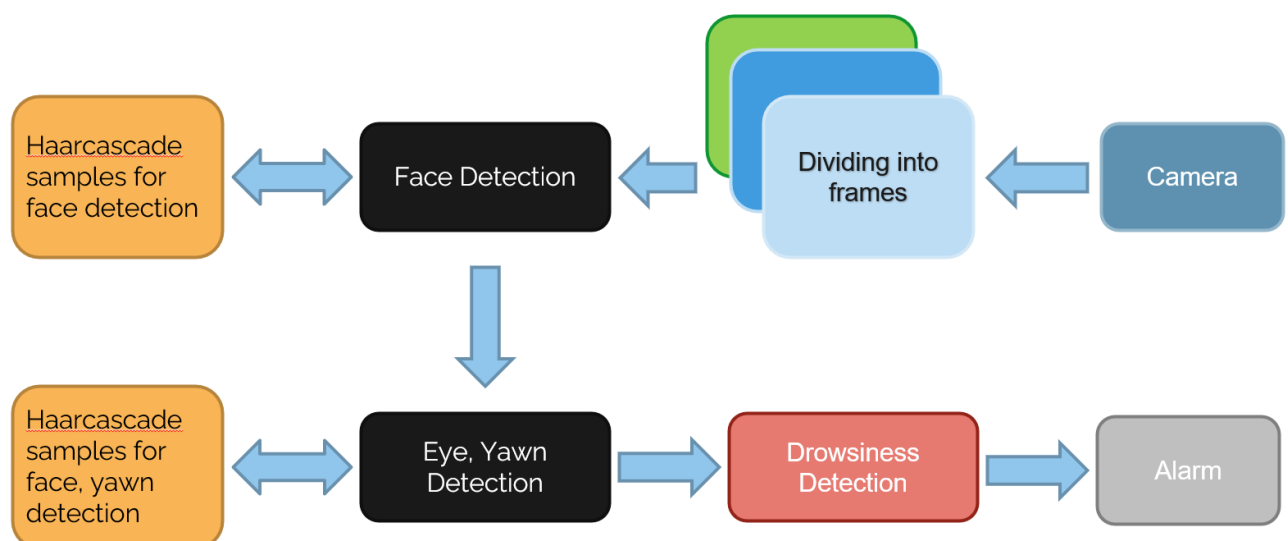 Haarcascade
samples for
face detection
Face Detection
Dividing into
frames
Camera
Haarcascade
samples for
face, yawn
detection
Eye, Yawn
Detection
Drowsiness
Detection
Alarm